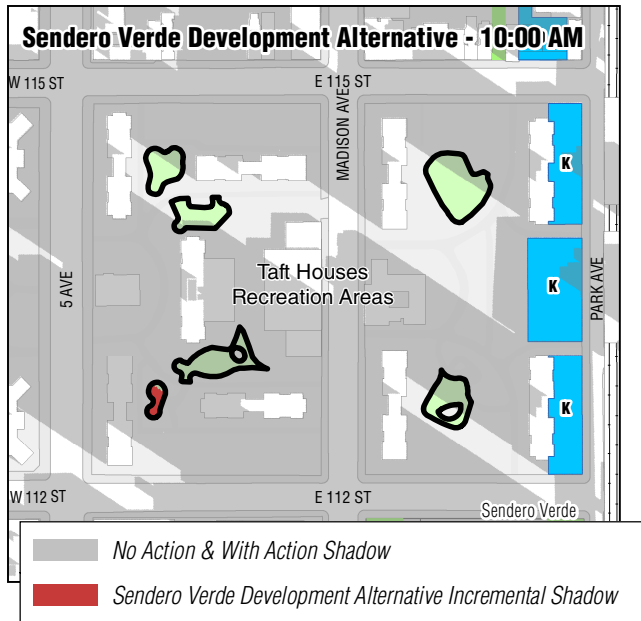 Sendero Verde Development Alternative - 10:00 AM
W 115 ST
E 115 ST
MADISON AVE
K
5 AVE
Taft Houses
Recreation Areas
K
PARK AVE
K
W 112 ST
E 112 ST
Sendero Verde
No Action & With Action Shadow
Sendero Verde Development Alternative Incremental Shadow